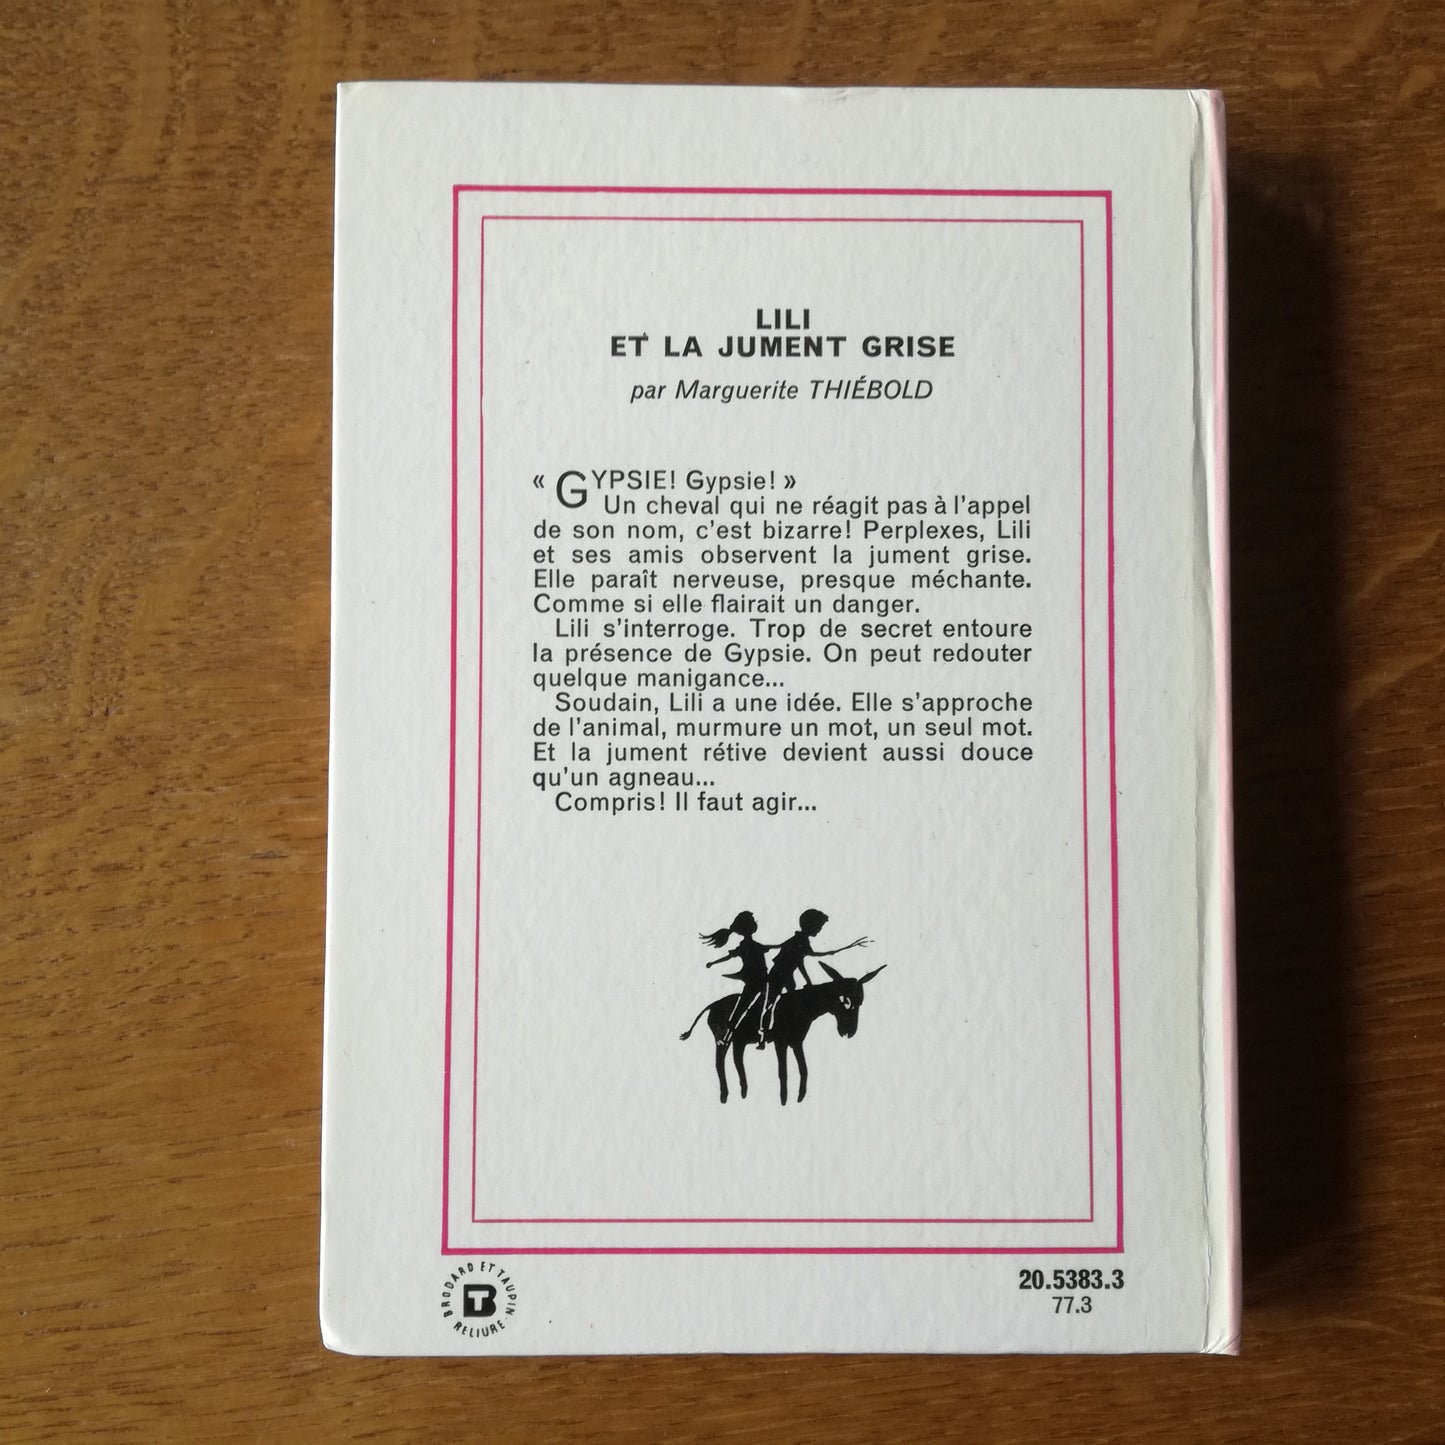 LILI
ET LA JUMENT GRISE
par Marguerite THIÉBOLD
« GYPSIE! Gypsie! »
Un cheval qui ne réagit pas à l'appel
de son nom, c'est bizarre! Perplexes, Lili
et ses amis observent la jument grise.
Elle paraît nerveuse, presque méchante.
Comme si elle flairait un danger.
Lili s'interroge. Trop de secret entoure
la présence de Gypsie. On peut redouter
quelque manigance...
Soudain, Lili a une idée. Elle s'approche
de l'animal, murmure un mot, un seul mot.
Et la jument rétive devient aussi douce
qu'un agneau...
Compris! Il faut agir...
BRODARD ET TAUPIN
BT
RELIURE
20.5383.3
77.3